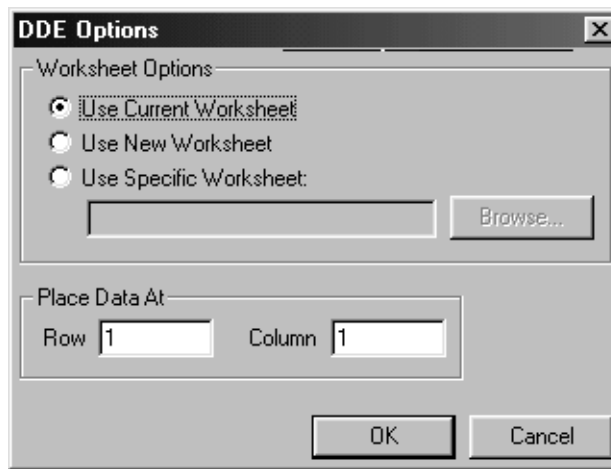 DDE Options
Worksheet Options
Use Current Worksheet
Use New Worksheet
Use Specific Worksheet:
Browse...
Place Data At
Row 1 Column 1
OK Cancel